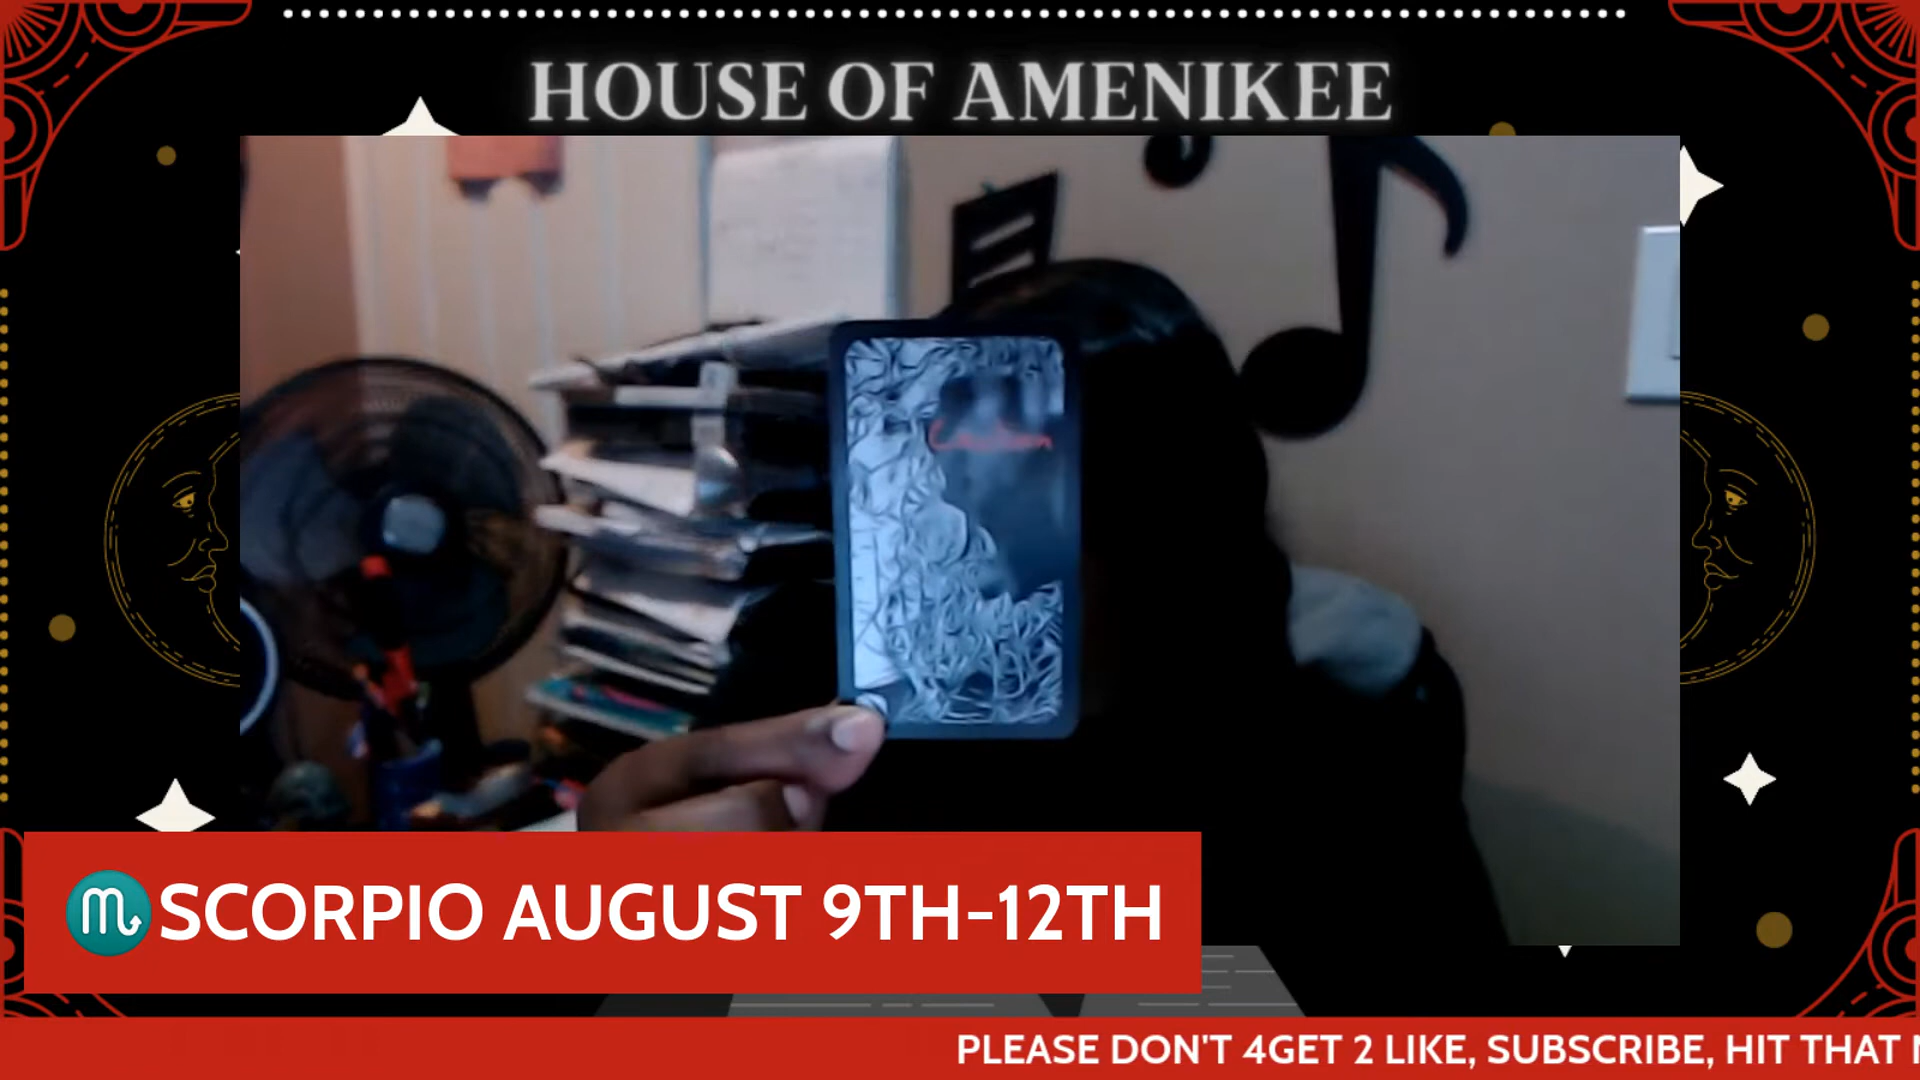 HOUSE OF AMENIKEE
♏SCORPIO AUGUST 9TH-12TH
PLEASE DON'T 4GET 2 LIKE, SUBSCRIBE, HIT THAT